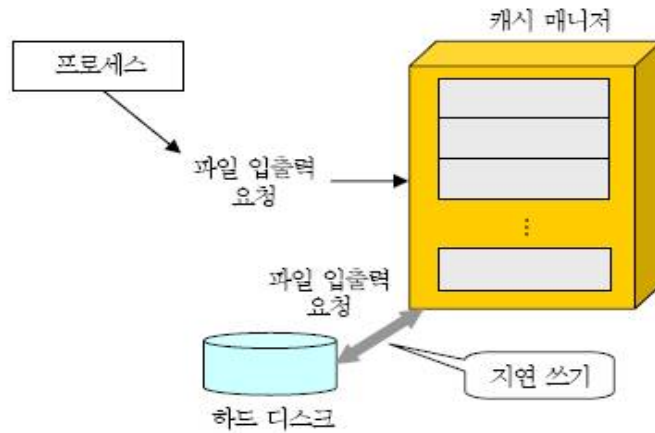 캐시 매니저
프로세스
파일 입출력
요청
파일 입출력
요청
지연 쓰기
하드 디스크